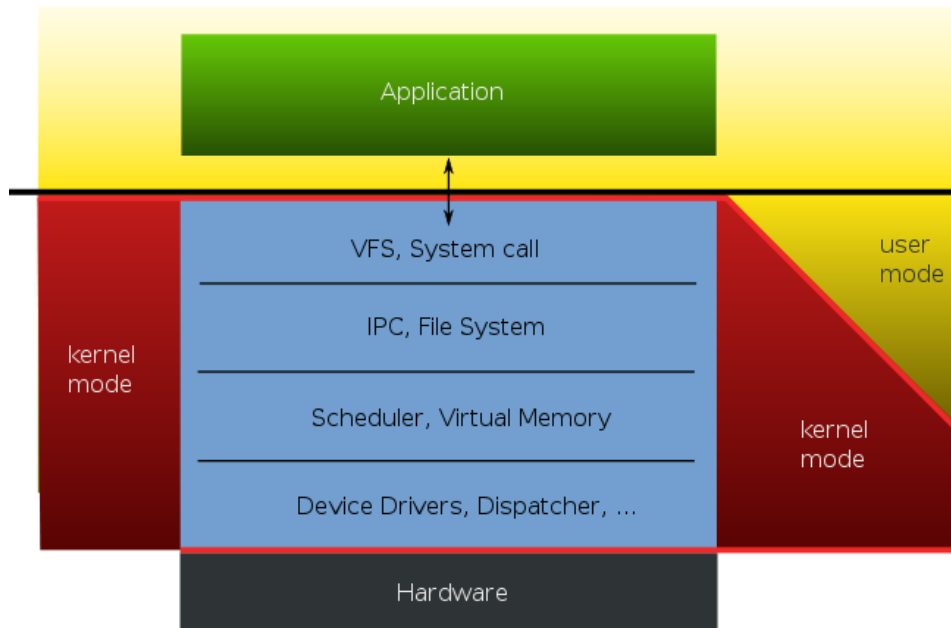 Application
VFS, System call
user
mode
IPC, File System
kernel
mode
Scheduler, Virtual Memory
kernel
mode
Device Drivers, Dispatcher, ...
Hardware